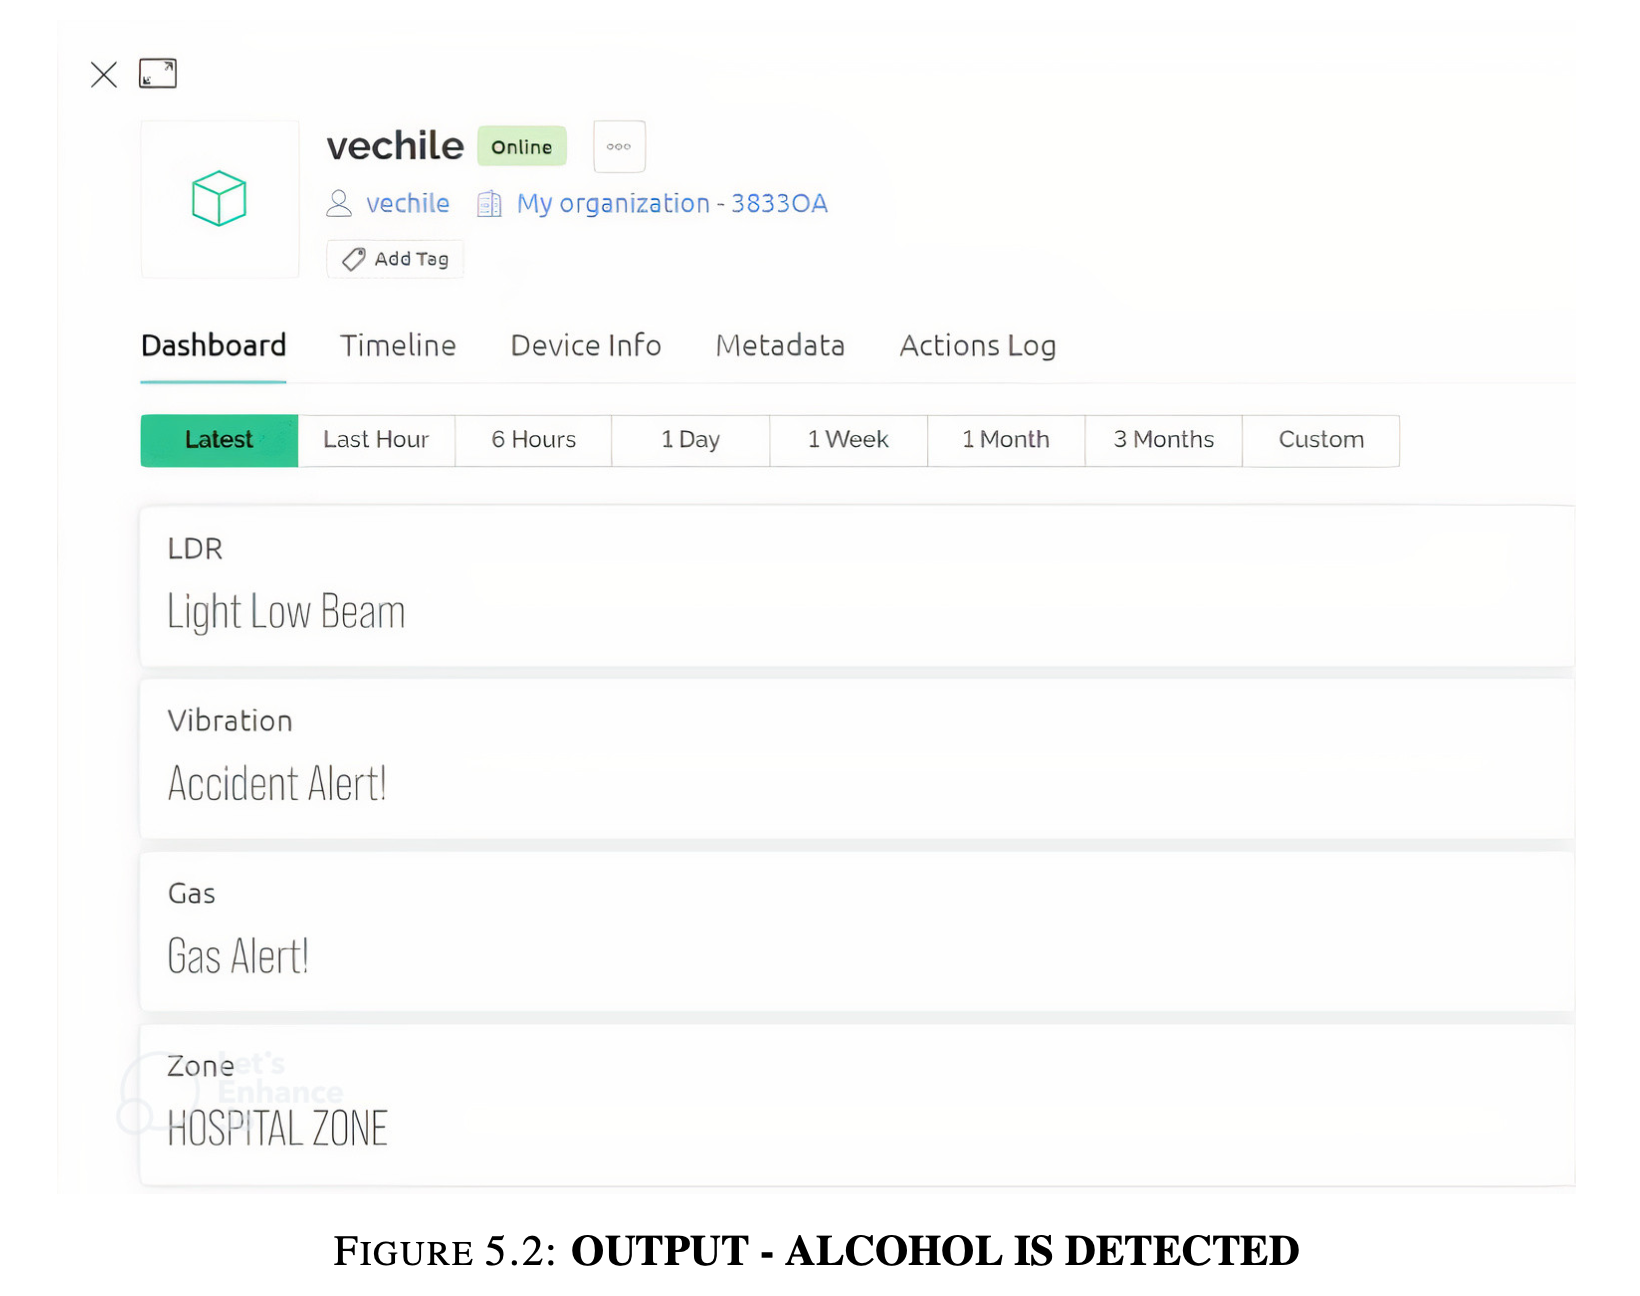 vechile Online
vechile My organization - 3833OA
Add Tag
Dashboard Timeline Device Info Metadata Actions Log
Latest Last Hour 6 Hours 1 Day 1 Week 1 Month 3 Months Custom
LDR
Light Low Beam
Vibration
Accident Alert!
Gas
Gas Alert!
Zone
Let's
Enhance
HOSPITAL ZONE
FIGURE 5.2: OUTPUT - ALCOHOL IS DETECTED